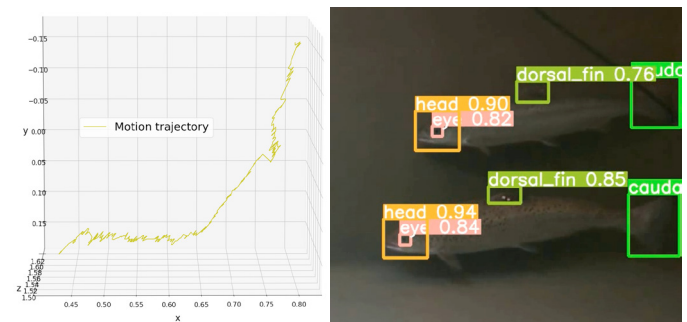 −0.15
−0.15
−0.05
y 0.00
Motion trajectory
0.05
0.10
0.15
1.62
1.60
1.58
1.56
z 1.54
1.52
1.50
0.45 0.50 0.55 0.60 0.65 0.70 0.75 0.80
x
dorsal_fin 0.76
head 0.90
eye 0.82
dorsal_fin 0.85
cauda
head 0.94
eye 0.84